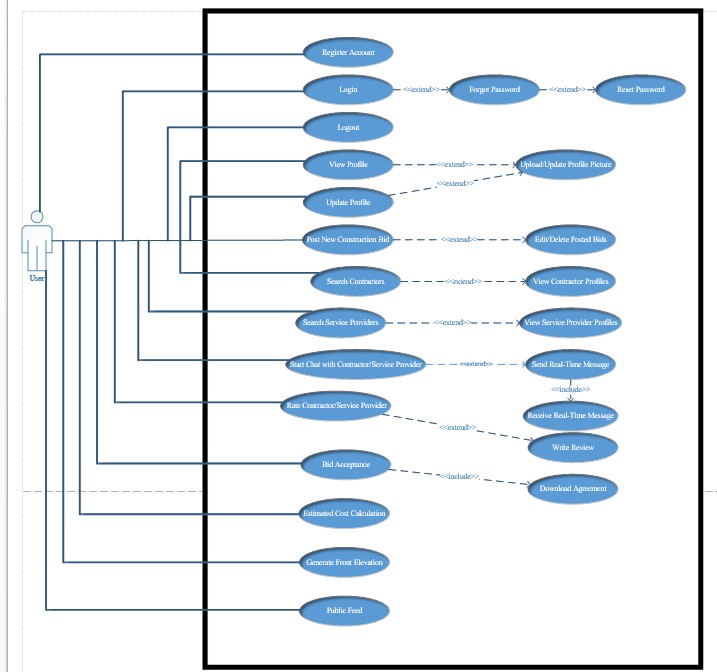 Register Account
Login
<<extend>>
Forgot Password
<<extend>>
Reset Password
Logout
View Profile
<<extend>>
Upload/Update Profile Picture
<<extend>>
Update Profile
Post New Construction Bid
<<extend>>
Edit/Delete Posted Bids
User
Search Contractors
<<extend>>
View Contractor Profiles
Search Service Providers
<<extend>>
View Service Provider Profiles
Start Chat with Contractor/Service Provider
<<extend>>
Send Real-Time Message
<<include>>
Rate Contractor/Service Provider
Receive Real-Time Message
<<extend>>
Write Review
Bid Acceptance
<<include>>
Download Agreement
Estimated Cost Calculation
Generate Front Elevation
Public Feed